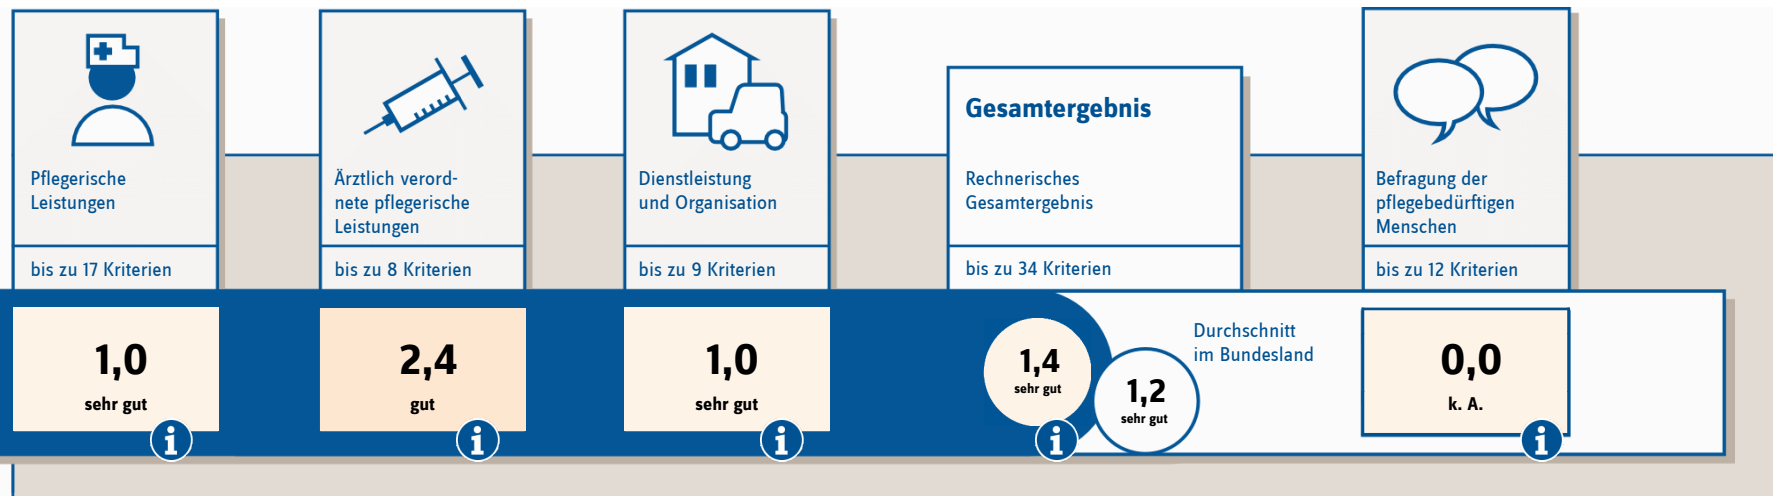 Pflegerische
Leistungen
bis zu 17 Kriterien
1,0
sehr gut
i
Ärztlich verord-
nete pflegerische
Leistungen
bis zu 8 Kriterien
2,4
gut
i
Dienstleistung
und Organisation
bis zu 9 Kriterien
1,0
sehr gut
i
Gesamtergebnis
Rechnerisches
Gesamtergebnis
bis zu 34 Kriterien
1,4
sehr gut
i
1,2
sehr gut
Durchschnitt
im Bundesland
Befragung der
pflegebedürftigen
Menschen
bis zu 12 Kriterien
0,0
k. A.
i